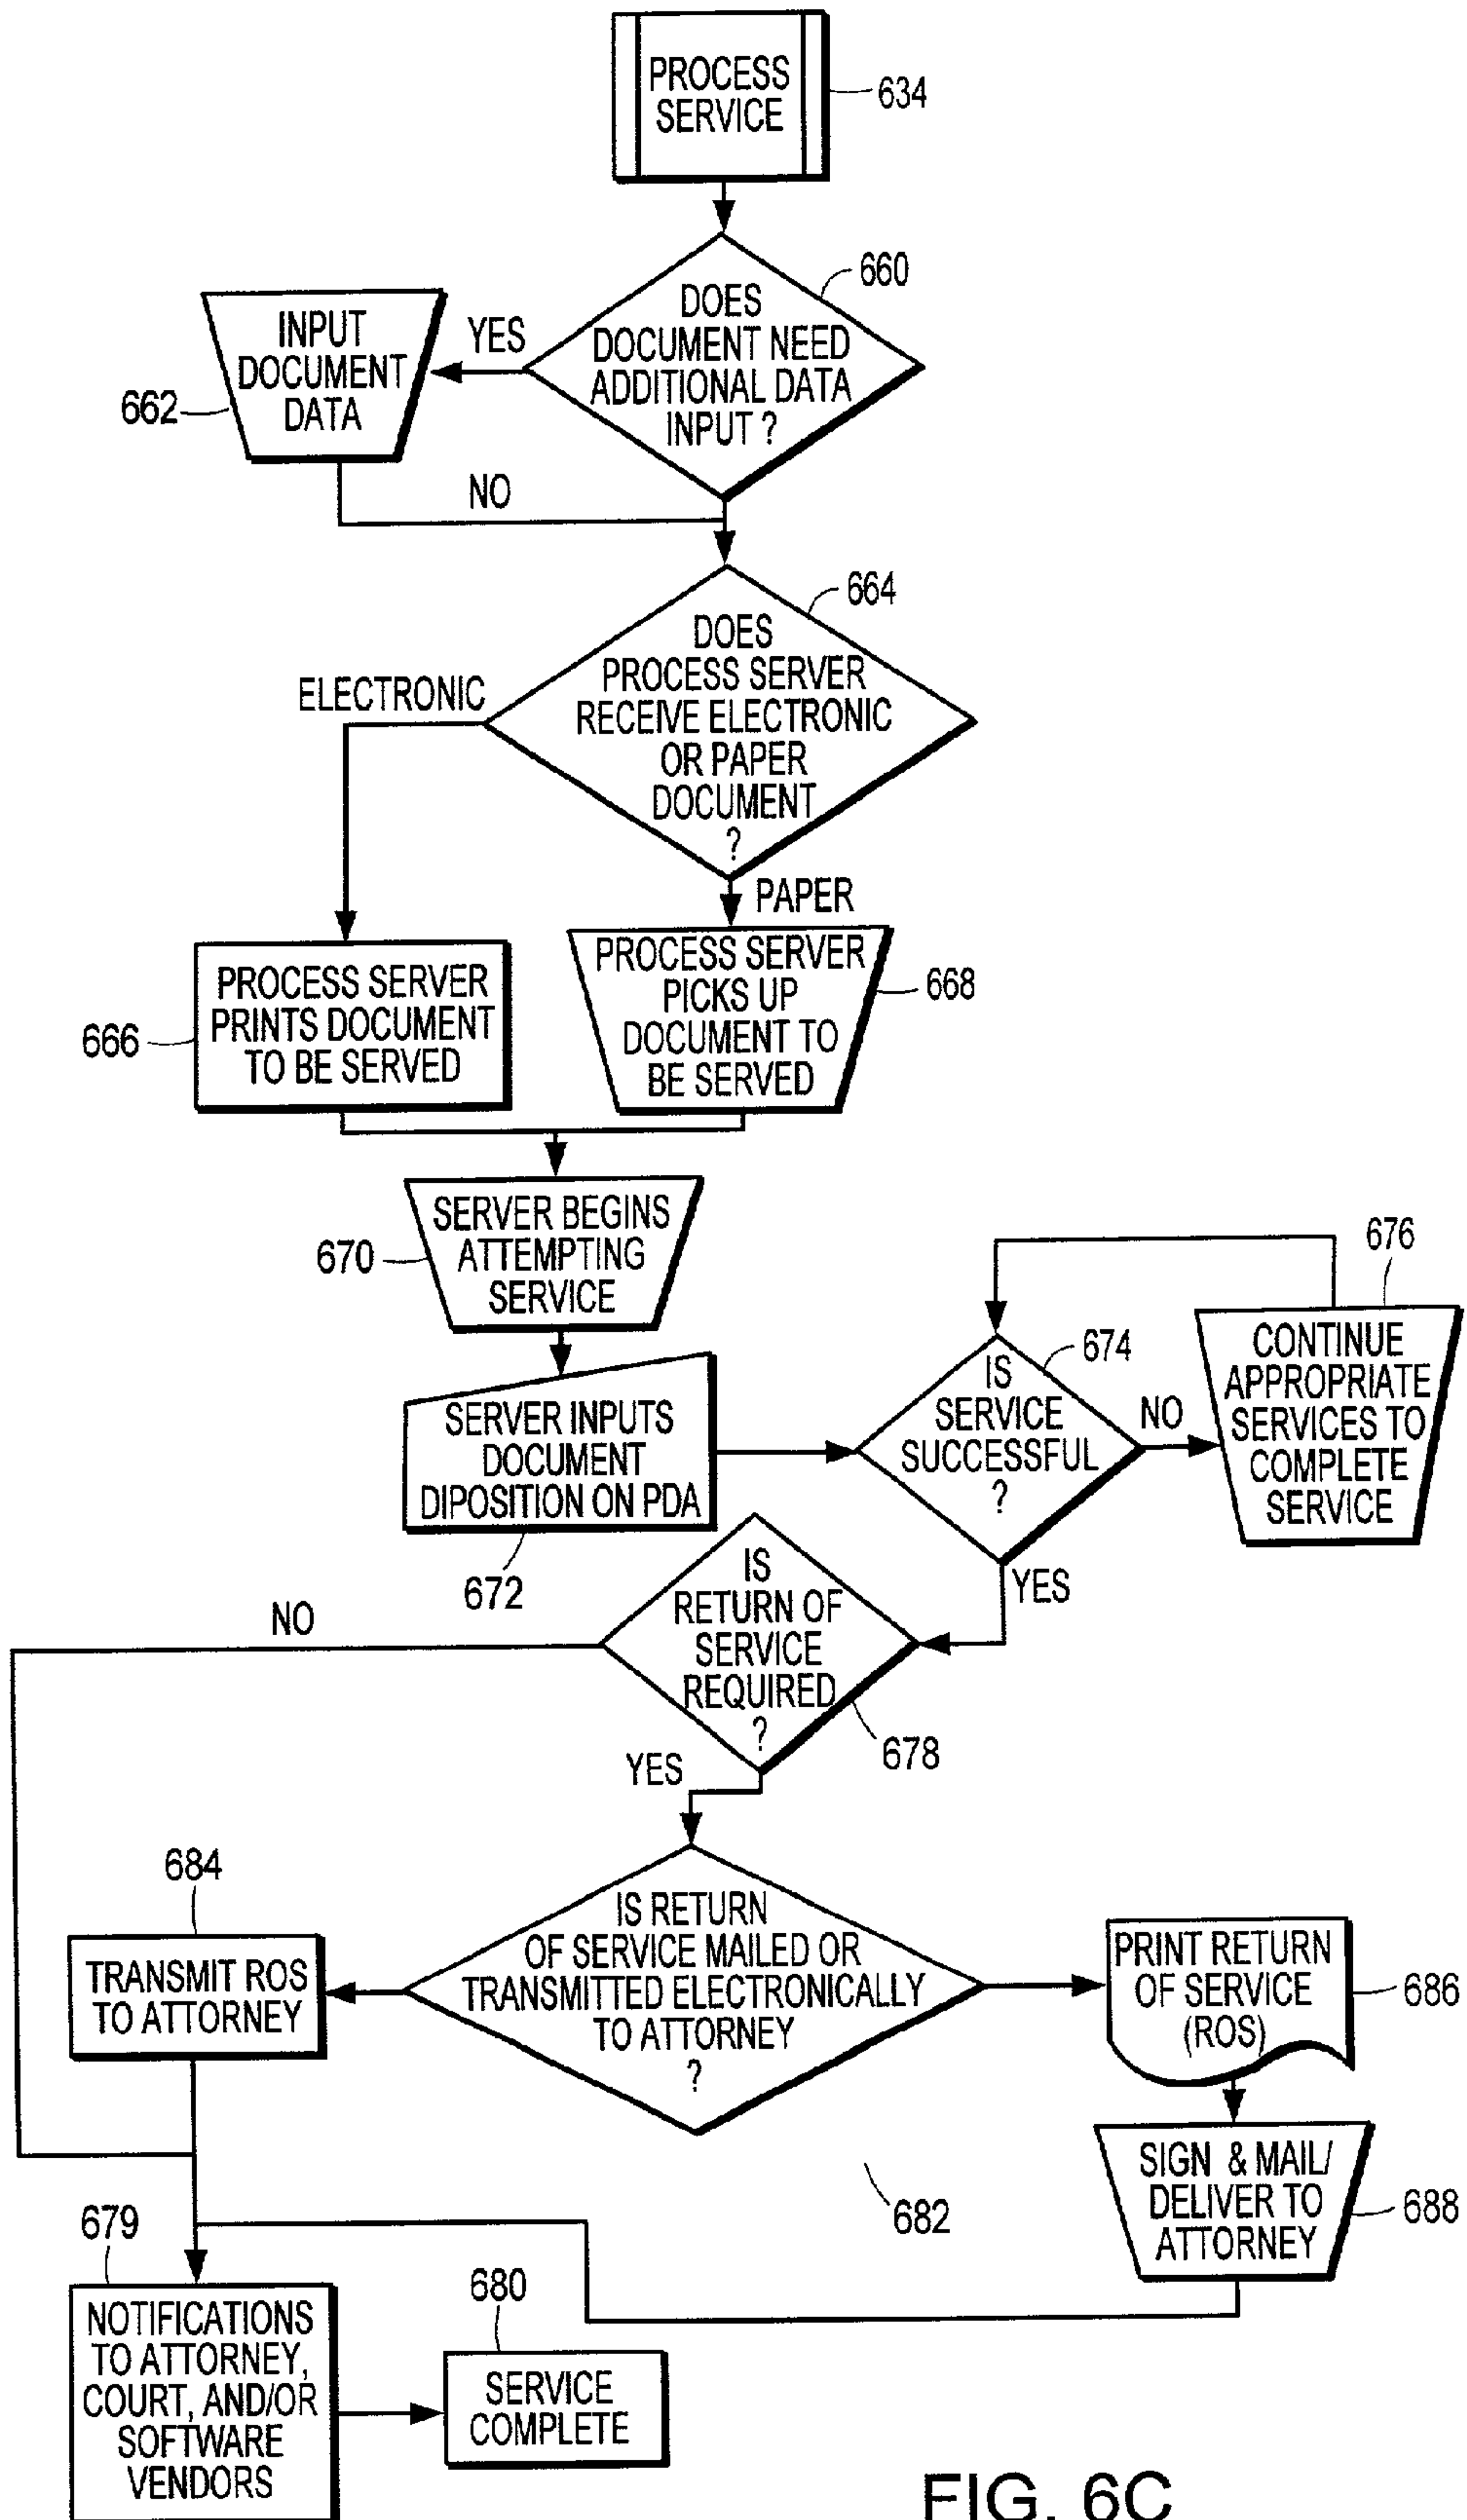 PROCESS
SERVICE
634
660
DOES
DOCUMENT NEED
ADDITIONAL DATA
INPUT ?
YES
INPUT
DOCUMENT
DATA
662
NO
664
DOES
PROCESS SERVER
RECEIVE ELECTRONIC
OR PAPER
DOCUMENT
?
ELECTRONIC
PAPER
PROCESS SERVER
PRINTS DOCUMENT
TO BE SERVED
666
PROCESS SERVER
PICKS UP
DOCUMENT TO
BE SERVED
668
SERVER BEGINS
ATTEMPTING
SERVICE
670
SERVER INPUTS
DOCUMENT
DIPOSITION ON PDA
672
674
IS
SERVICE
SUCCESSFUL
?
NO
676
CONTINUE
APPROPRIATE
SERVICES TO
COMPLETE
SERVICE
YES
IS
RETURN OF
SERVICE
REQUIRED
?
678
NO
YES
IS RETURN
OF SERVICE MAILED OR
TRANSMITTED ELECTRONICALLY
TO ATTORNEY
?
682
684
TRANSMIT ROS
TO ATTORNEY
PRINT RETURN
OF SERVICE
(ROS)
686
SIGN & MAIL/
DELIVER TO
ATTORNEY
688
679
NOTIFICATIONS
TO ATTORNEY,
COURT, AND/OR
SOFTWARE
VENDORS
680
SERVICE
COMPLETE
FIG. 6C